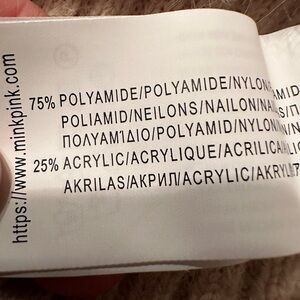 https://www.minkpink.com
75% POLYAMIDE/POLYAMIDE/NYLON
POLIAMID/NEILONS/NAILON/
ΠΟΛΥΑΜΊΔΙΟ/POLYAMID/NYLON
25% ACRYLIC/ACRYLIQUE/ACRILICA/
AKRILAS/АКРИЛ/ACRYLIC/